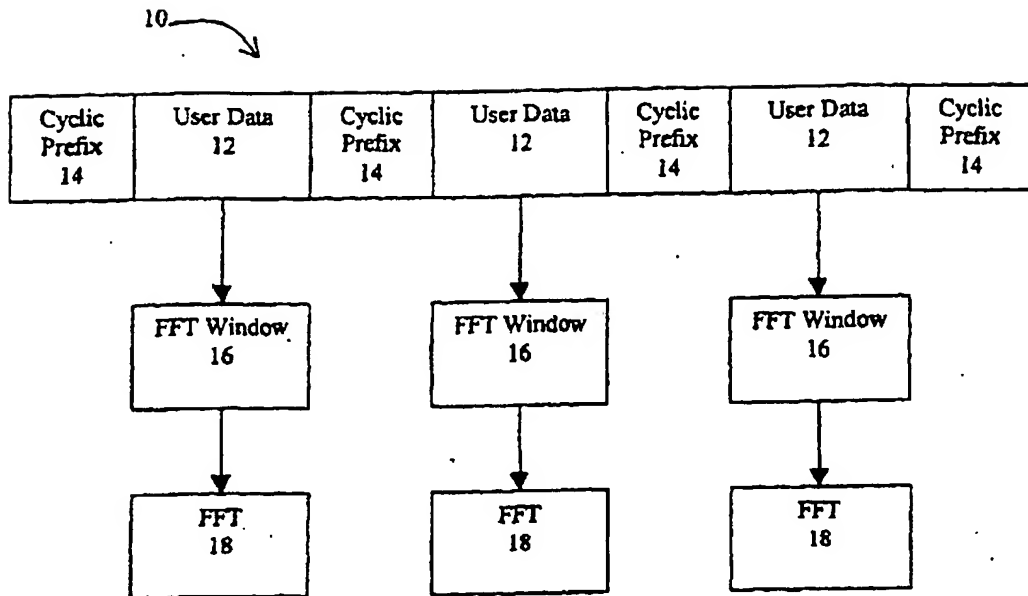 10
Cyclic Prefix 14
User Data 12
Cyclic Prefix 14
User Data 12
Cyclic Prefix 14
User Data 12
Cyclic Prefix 14
FFT Window 16
FFT Window 16
FFT Window 16
FFT 18
FFT 18
FFT 18